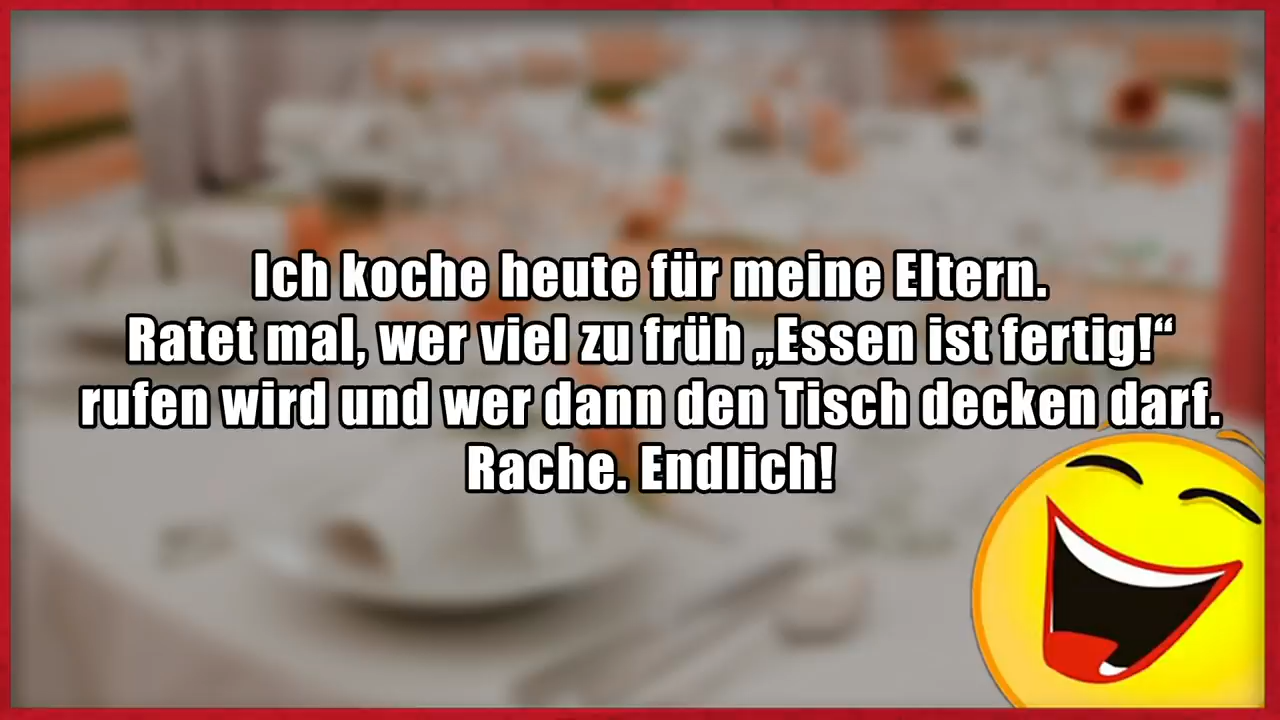 Ich koche heute für meine Eltern.
Ratet mal, wer viel zu früh „Essen ist fertig!“
rufen wird und wer dann den Tisch decken darf.
Rache. Endlich!